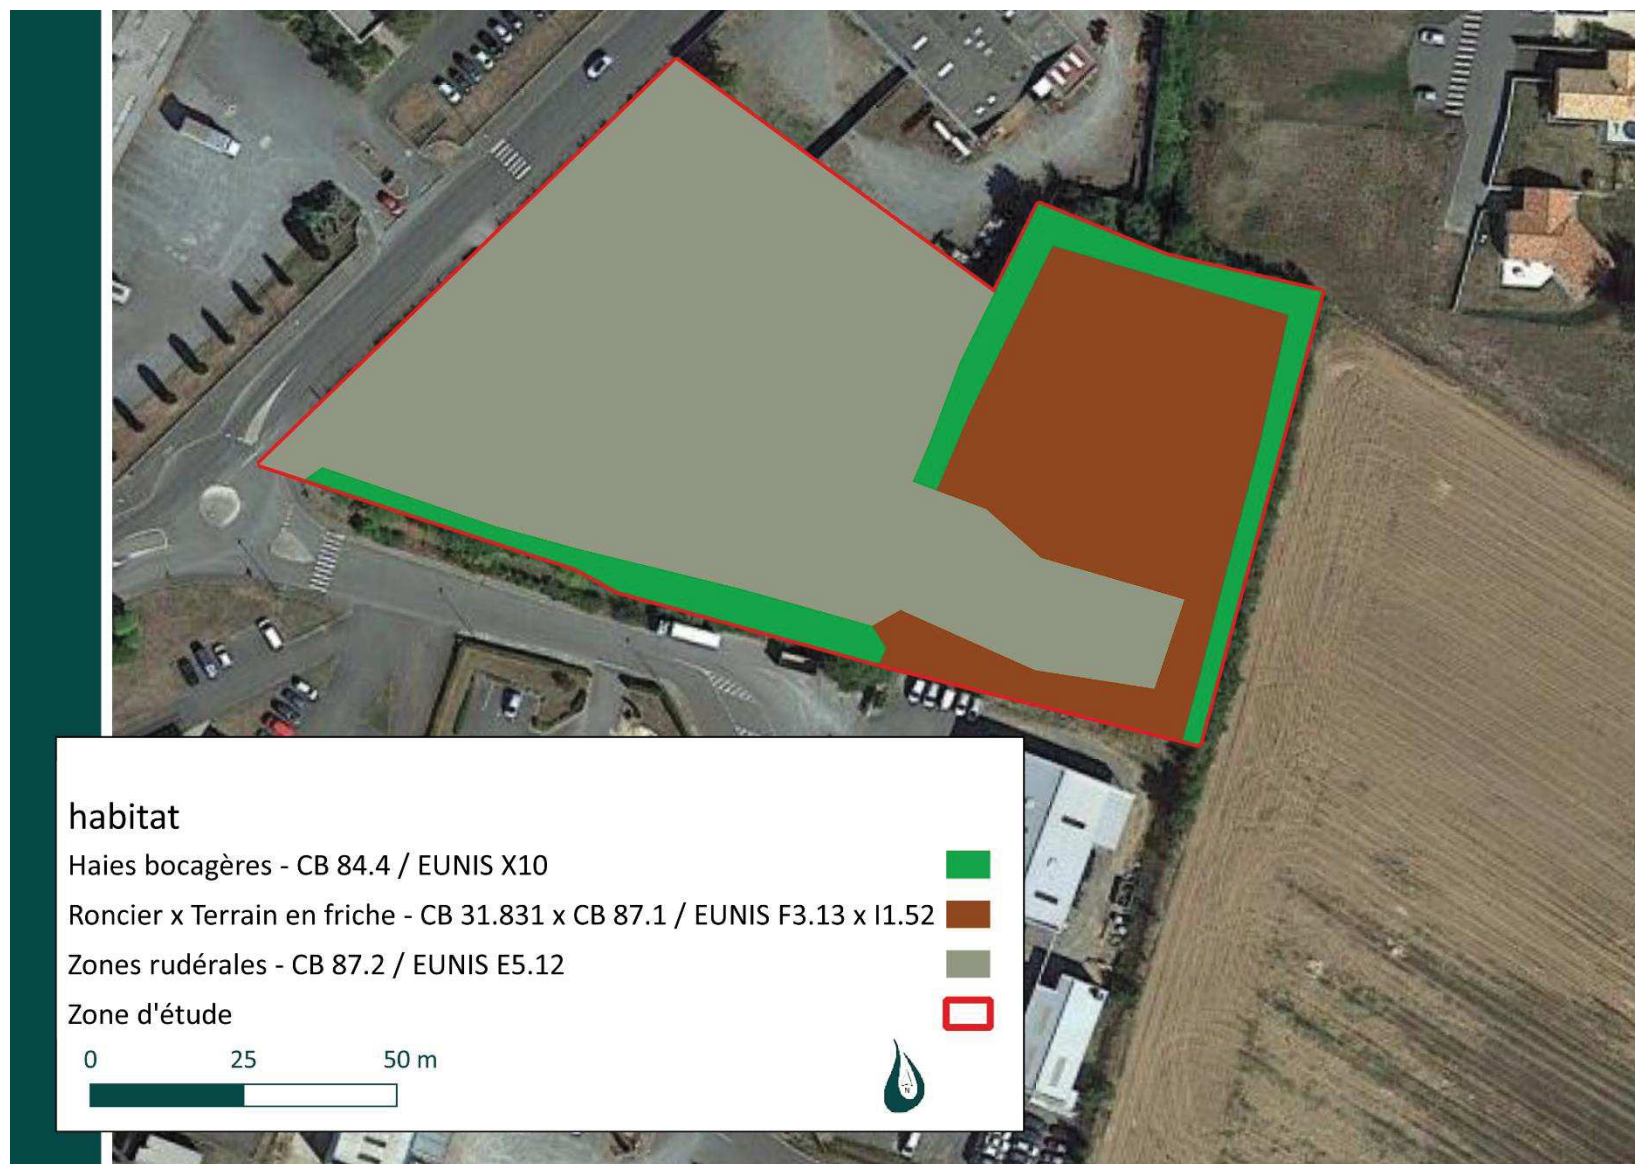 habitat
Haies bocagères - CB 84.4 / EUNIS X10
Roncier x Terrain en friche - CB 31.831 x CB 87.1 / EUNIS F3.13 x I1.52
Zones rudérales - CB 87.2 / EUNIS E5.12
Zone d'étude
0 25 50 m
N